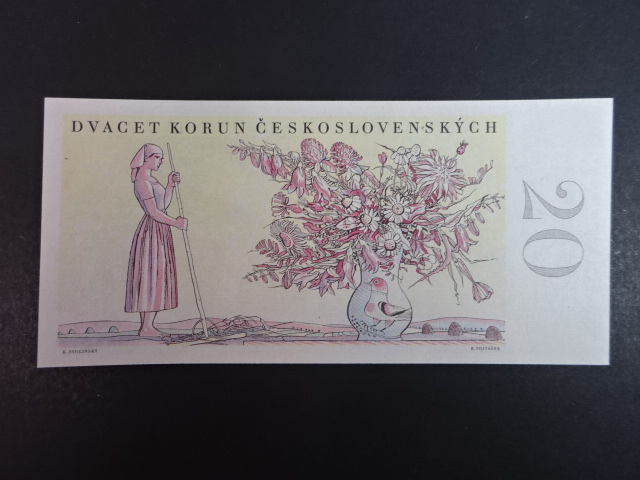 DVACET KORUN ČESKOSLOVENSKÝCH
20